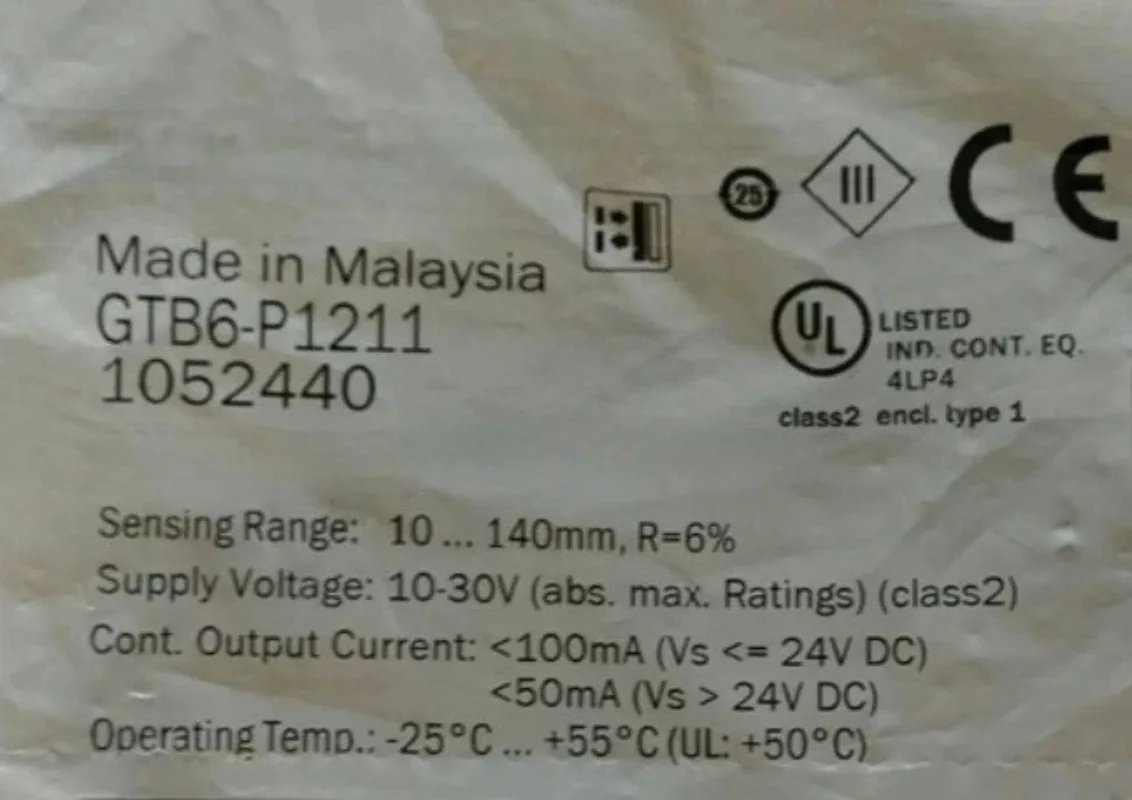 25
III
CE
Made in Malaysia
GTB6-P1211
1052440
UL LISTED
IND. CONT. EQ.
4LP4
class2 encl. type 1
Sensing Range: 10 ... 140mm, R=6%
Supply Voltage: 10-30V (abs. max. Ratings) (class2)
Cont. Output Current: <100mA (Vs <= 24V DC)
<50mA (Vs > 24V DC)
Operating Temp.: -25°C ... +55°C (UL: +50°C)